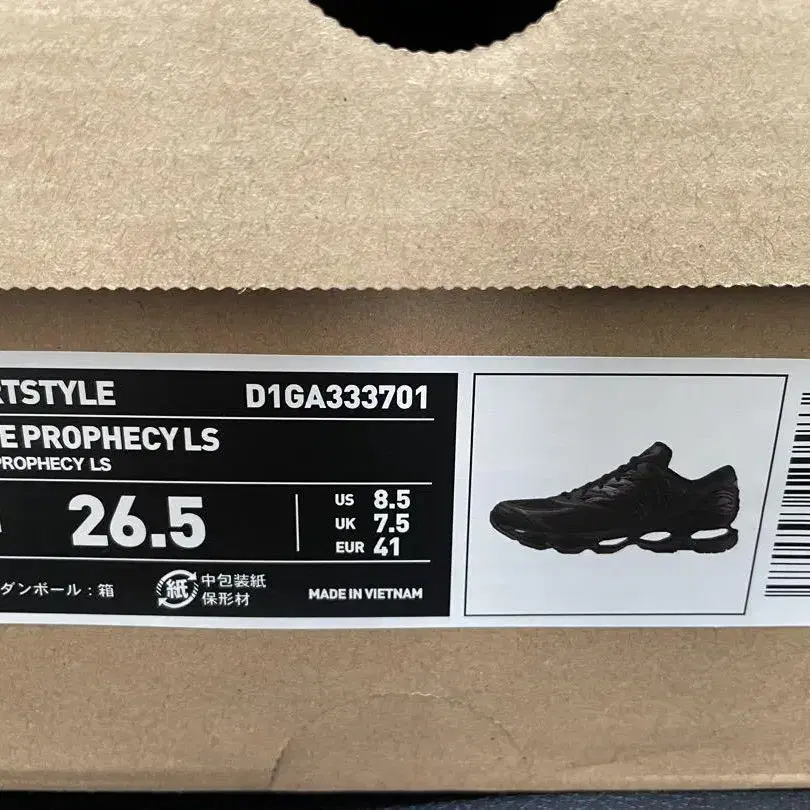 RTSTYLE D1GA333701
E PROPHECY LS
PROPHECY LS
26.5
US 8.5
UK 7.5
EUR 41
ダンボール：箱
紙 中包装紙
保形材
MADE IN VIETNAM